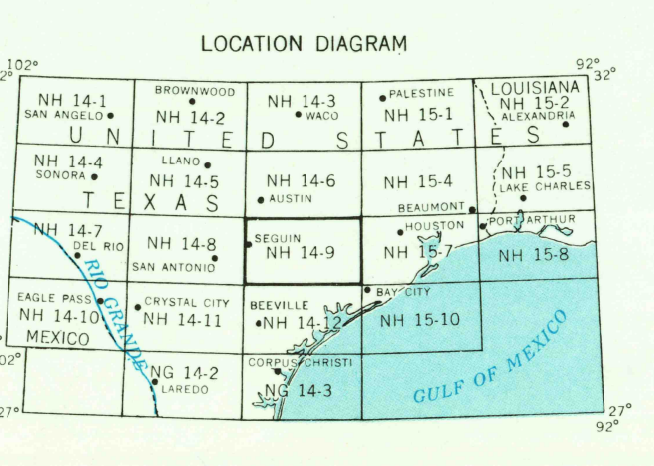 LOCATION DIAGRAM
102°
92°
2°
32°
NH 14-1
SAN ANGELO
BROWNWOOD
NH 14-2
NH 14-3
WACO
PALESTINE
NH 15-1
LOUISIANA
NH 15-2
ALEXANDRIA
UNITED STATES
NH 14-4
SONORA
LLANO
NH 14-5
NH 14-6
AUSTIN
NH 15-4
BEAUMONT
NH 15-5
LAKE CHARLES
TEXAS
NH 14-7
DEL RIO
NH 14-8
SAN ANTONIO
SEGUIN
NH 14-9
HOUSTON
NH 15-7
PORT ARTHUR
NH 15-8
RIO GRANDE
EAGLE PASS
NH 14-10
MEXICO
CRYSTAL CITY
NH 14-11
BEEVILLE
NH 14-12
BAY CITY
NH 15-10
GULF OF MEXICO
02°
NG 14-2
LAREDO
CORPUS CHRISTI
NG 14-3
27°
27°
92°